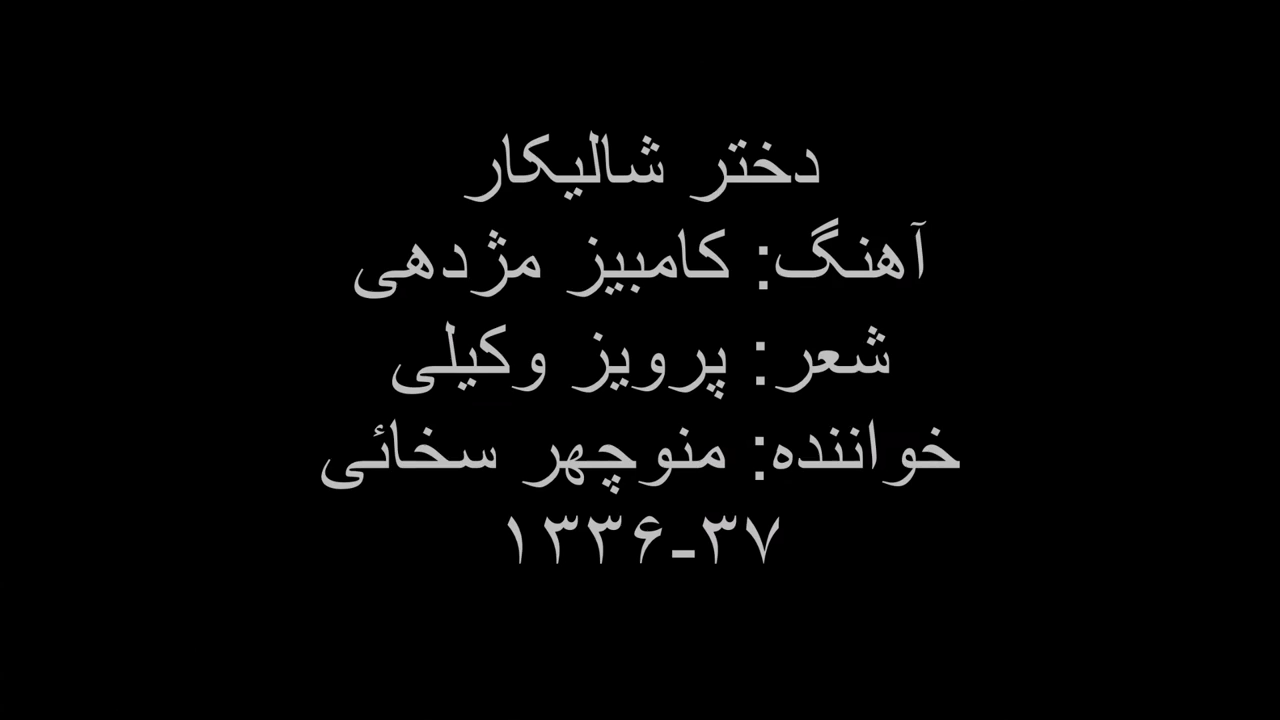 دختر شالیکار
آهنگ: کامبیز مژدهی
شعر: پرویز وکیلی
خواننده: منوچهر سخائی
۱۳۳۶-۳۷